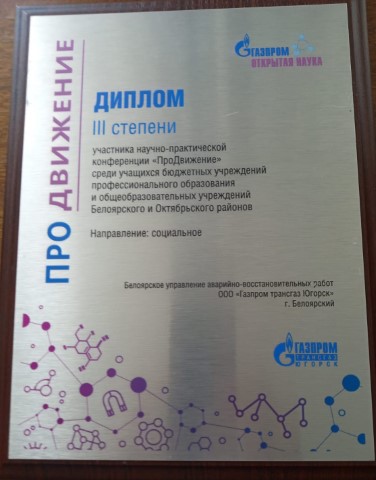 ГАЗПРОМ
ОТКРЫТАЯ НАУКА
ПРО ДВИЖЕНИЕ
ДИПЛОМ
III степени
участника научно-практической
конференции «ПроДвижение»
среди учащихся бюджетных учреждений
профессионального образования
и общеобразовательных учреждений
Белоярского и Октябрьского районов
Направление: социальное
Белоярское управление аварийно-восстановительных работ
ООО «Газпром трансгаз Югорск»
г. Белоярский
ГАЗПРОМ
ТРАНСГАЗ
ЮГОРСК